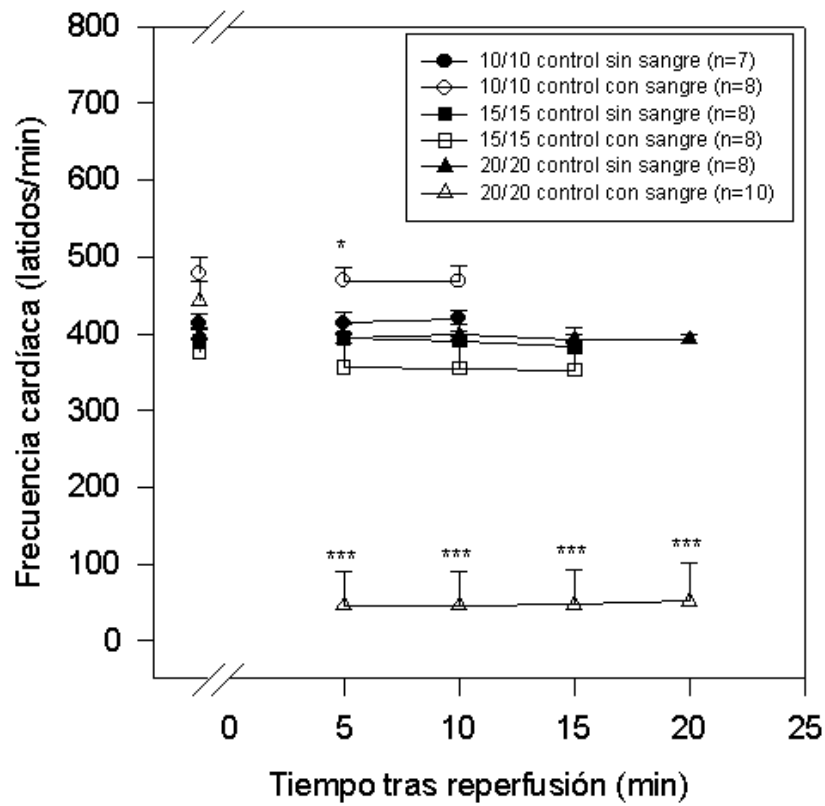 800
700
600
500
400
300
200
100
0
Frecuencia cardíaca (latidos/min)
10/10 control sin sangre (n=7)
10/10 control con sangre (n=8)
15/15 control sin sangre (n=8)
15/15 control con sangre (n=8)
20/20 control sin sangre (n=8)
20/20 control con sangre (n=10)
*
*** *** *** ***
0 5 10 15 20 25
Tiempo tras reperfusión (min)